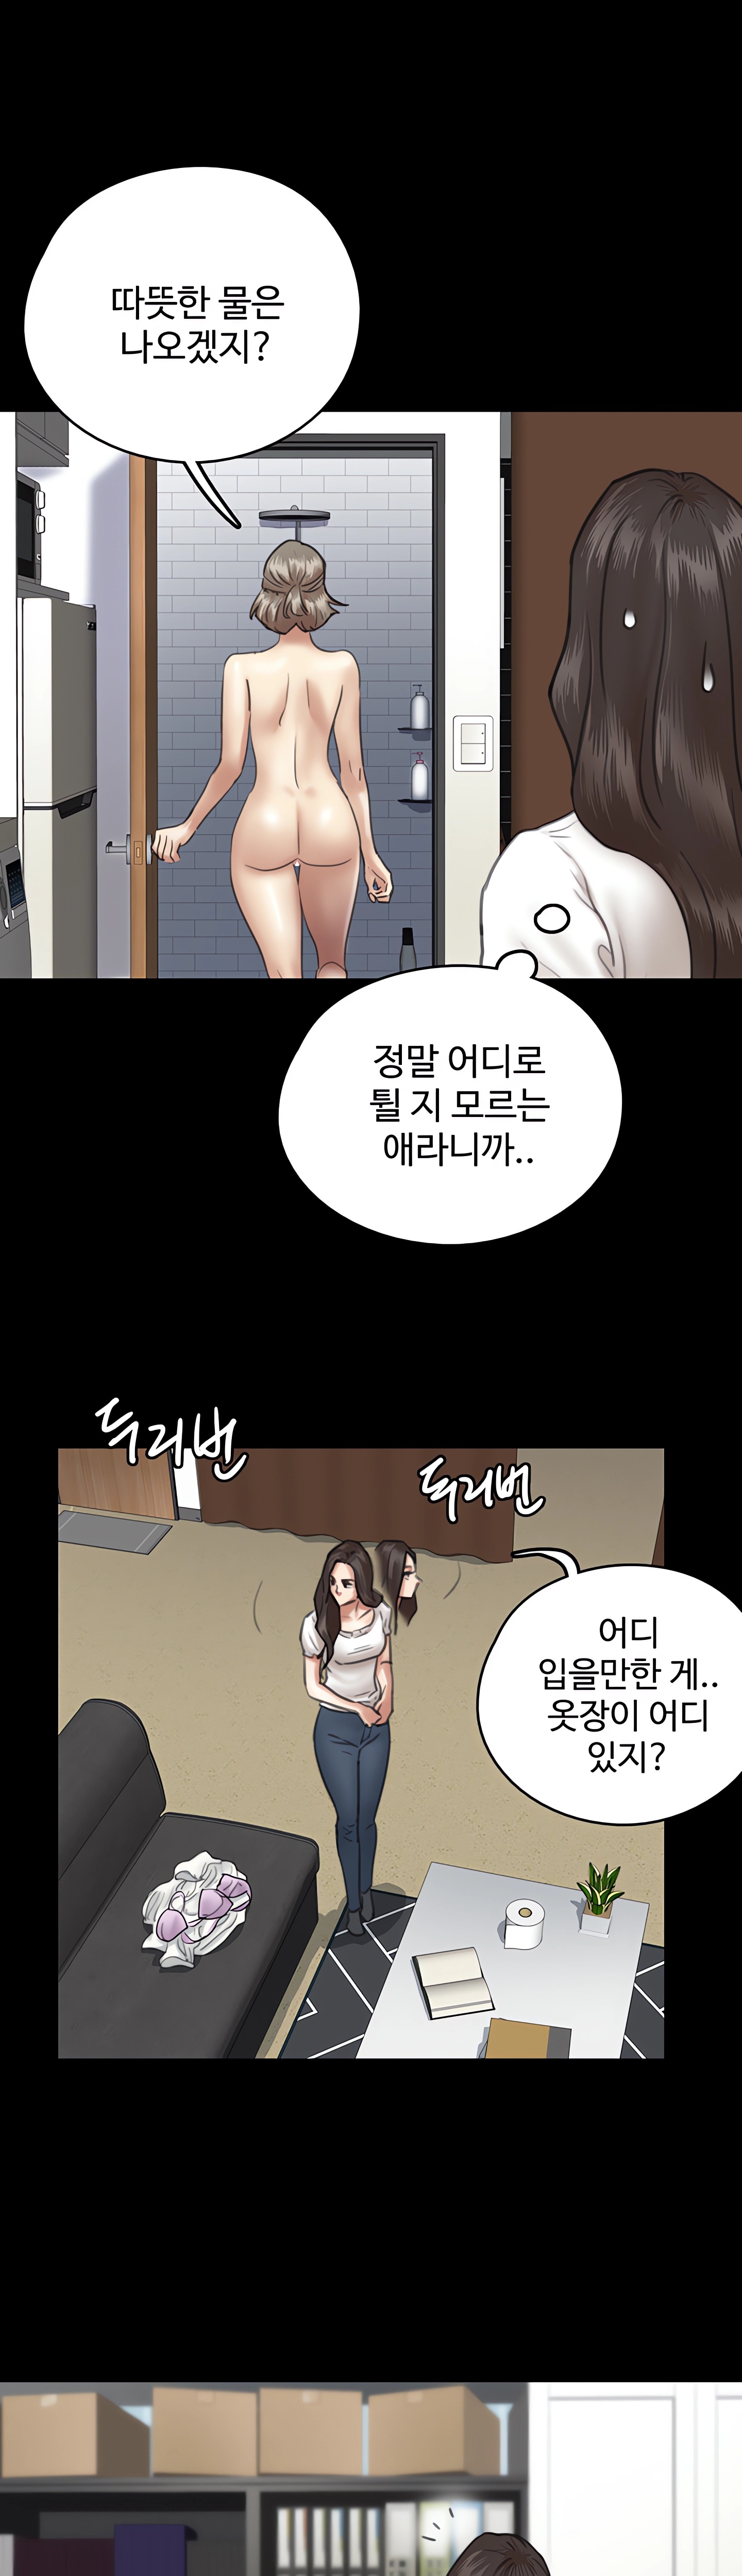 따뜻한 물은
나오겠지?
정말 어디로
튈 지 모르는
애라니까..
두리번
두리번
어디
입을만한 게..
옷장이 어디
있지?